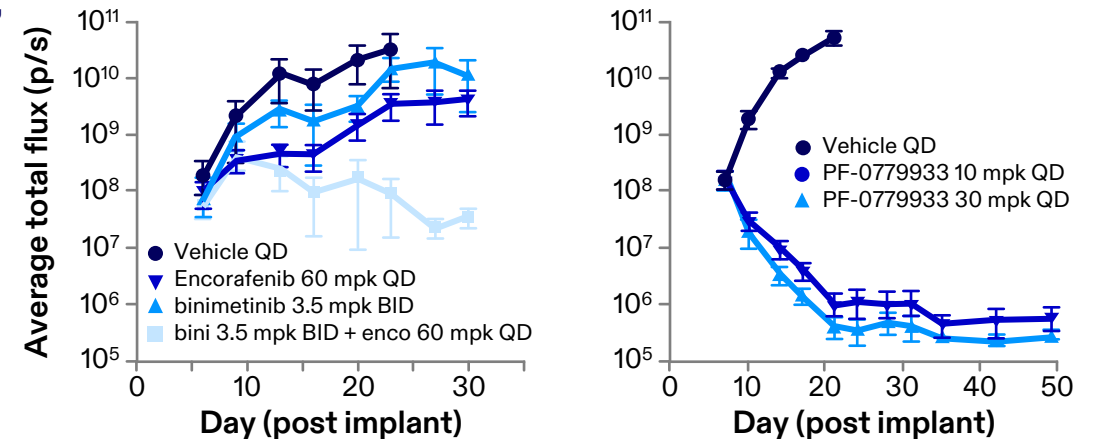 Average total flux (p/s)
10¹¹
10¹⁰
10⁹
10⁸
10⁷
10⁶
10⁵
Vehicle QD
Encorafenib 60 mpk QD
binimetinib 3.5 mpk BID
bini 3.5 mpk BID + enco 60 mpk QD
0 10 20 30
Day (post implant)
10¹¹
10¹⁰
10⁹
10⁸
10⁷
10⁶
10⁵
Vehicle QD
PF-0779933 10 mpk QD
PF-0779933 30 mpk QD
0 10 20 30 40 50
Day (post implant)